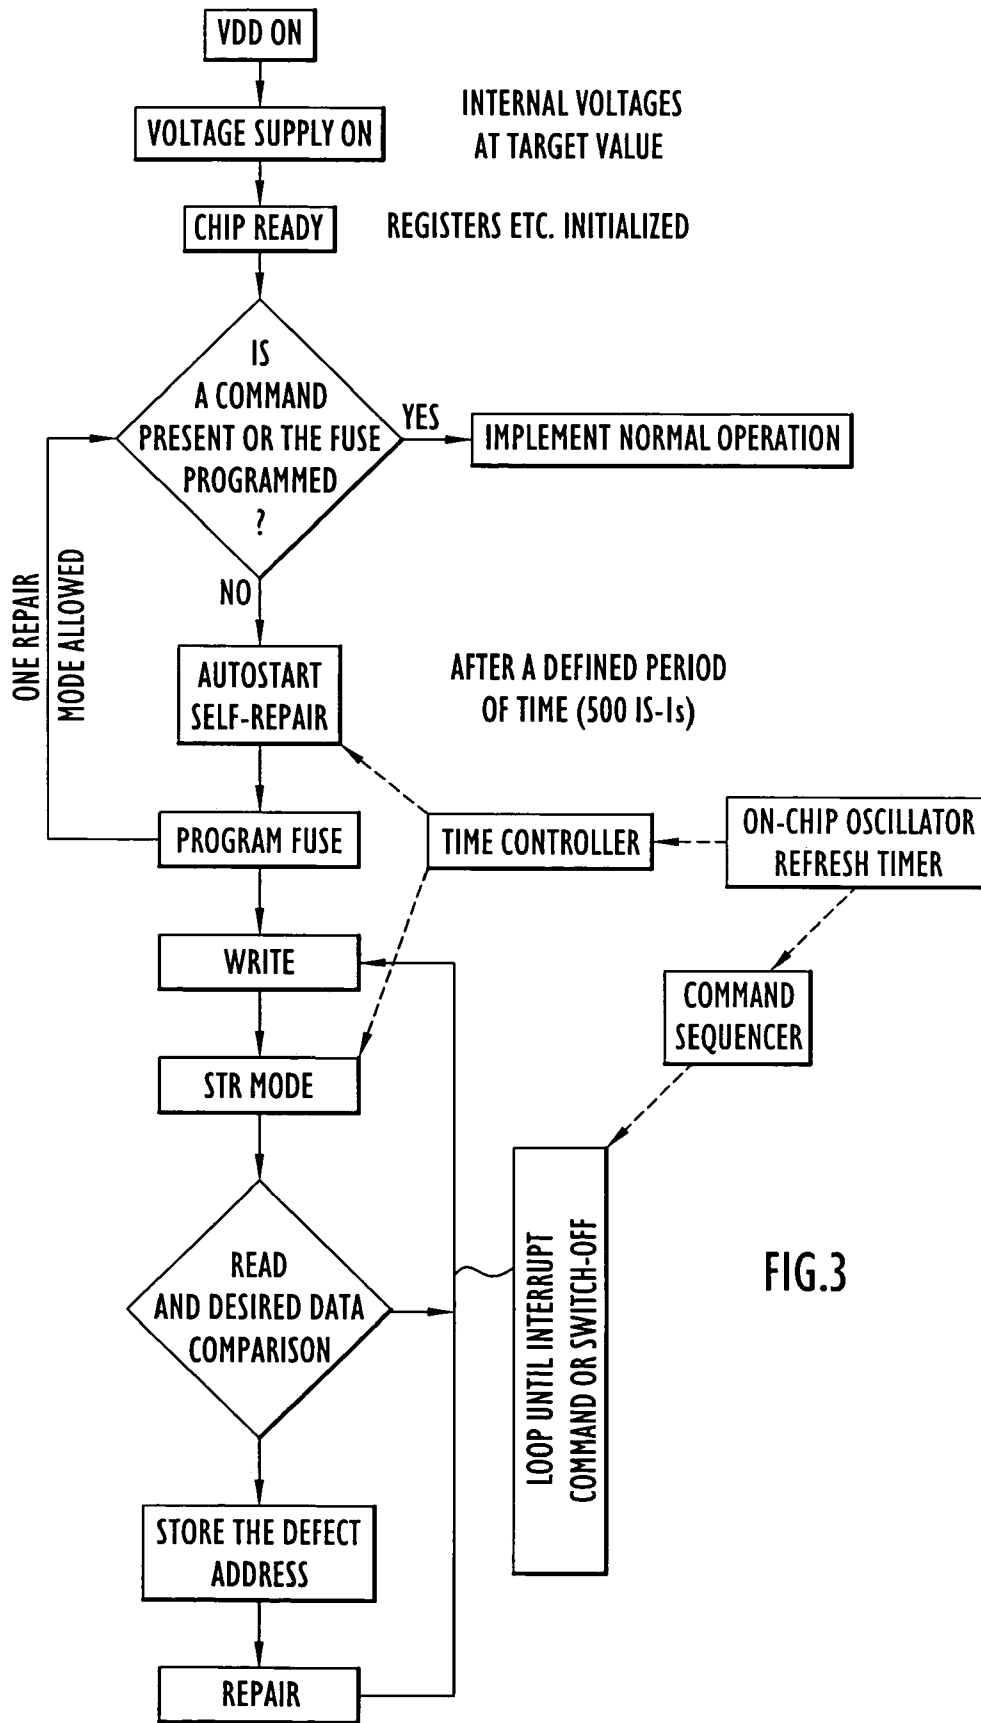 VDD ON
VOLTAGE SUPPLY ON
INTERNAL VOLTAGES
AT TARGET VALUE
CHIP READY
REGISTERS ETC. INITIALIZED
IS
A COMMAND
PRESENT OR THE FUSE
PROGRAMMED
?
YES
IMPLEMENT NORMAL OPERATION
ONE REPAIR
MODE ALLOWED
NO
AUTOSTART
SELF-REPAIR
AFTER A DEFINED PERIOD
OF TIME (500 IS-Is)
PROGRAM FUSE
TIME CONTROLLER
ON-CHIP OSCILLATOR
REFRESH TIMER
WRITE
COMMAND
SEQUENCER
STR MODE
READ
AND DESIRED DATA
COMPARISON
LOOP UNTIL INTERRUPT
COMMAND OR SWITCH-OFF
FIG.3
STORE THE DEFECT
ADDRESS
REPAIR